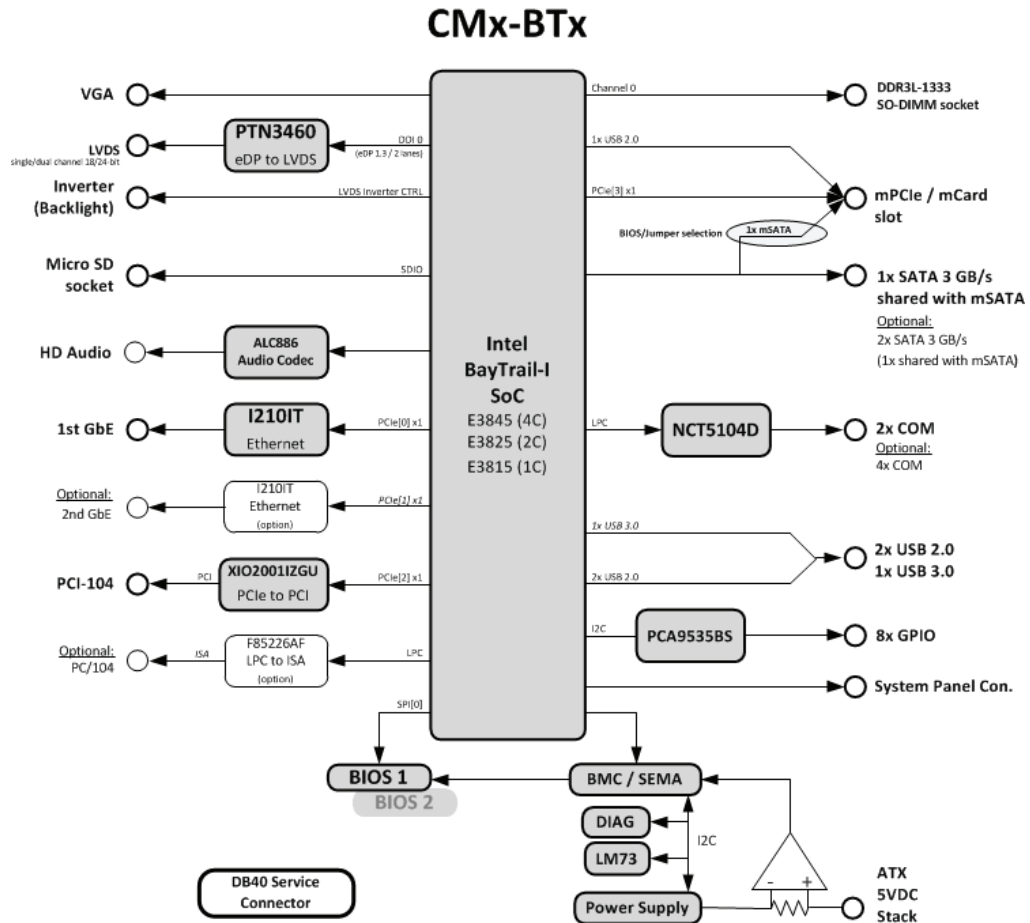 CMx-BTx
VGA
LVDS
single/dual channel 18/24-bit
PTN3460
eDP to LVDS
DDI 0
(eDP 1.3 / 2 lanes)
Inverter
(Backlight)
LVDS Inverter CTRL
Micro SD
socket
SDIO
HD Audio
ALC886
Audio Codec
1st GbE
I210IT
Ethernet
PCIe[0] x1
Optional:
2nd GbE
I210IT
Ethernet
(option)
PCIe[1] x1
PCI-104
PCI
XIO2001IZGU
PCIe to PCI
PCIe[2] x1
Optional:
PC/104
ISA
F85226AF
LPC to ISA
(option)
LPC
SPI[0]
Intel
BayTrail-I
SoC
E3845 (4C)
E3825 (2C)
E3815 (1C)
Channel 0
DDR3L-1333
SO-DIMM socket
1x USB 2.0
PCIe[3] x1
mPCIe / mCard
slot
BIOS/Jumper selection
1x mSATA
1x SATA 3 GB/s
shared with mSATA
Optional:
2x SATA 3 GB/s
(1x shared with mSATA)
LPC
NCT5104D
2x COM
Optional:
4x COM
1x USB 3.0
2x USB 2.0
2x USB 2.0
1x USB 3.0
I2C
PCA9535BS
8x GPIO
System Panel Con.
BIOS 1
BIOS 2
BMC / SEMA
DIAG
LM73
I2C
Power Supply
- +
ATX
5VDC
Stack
DB40 Service
Connector